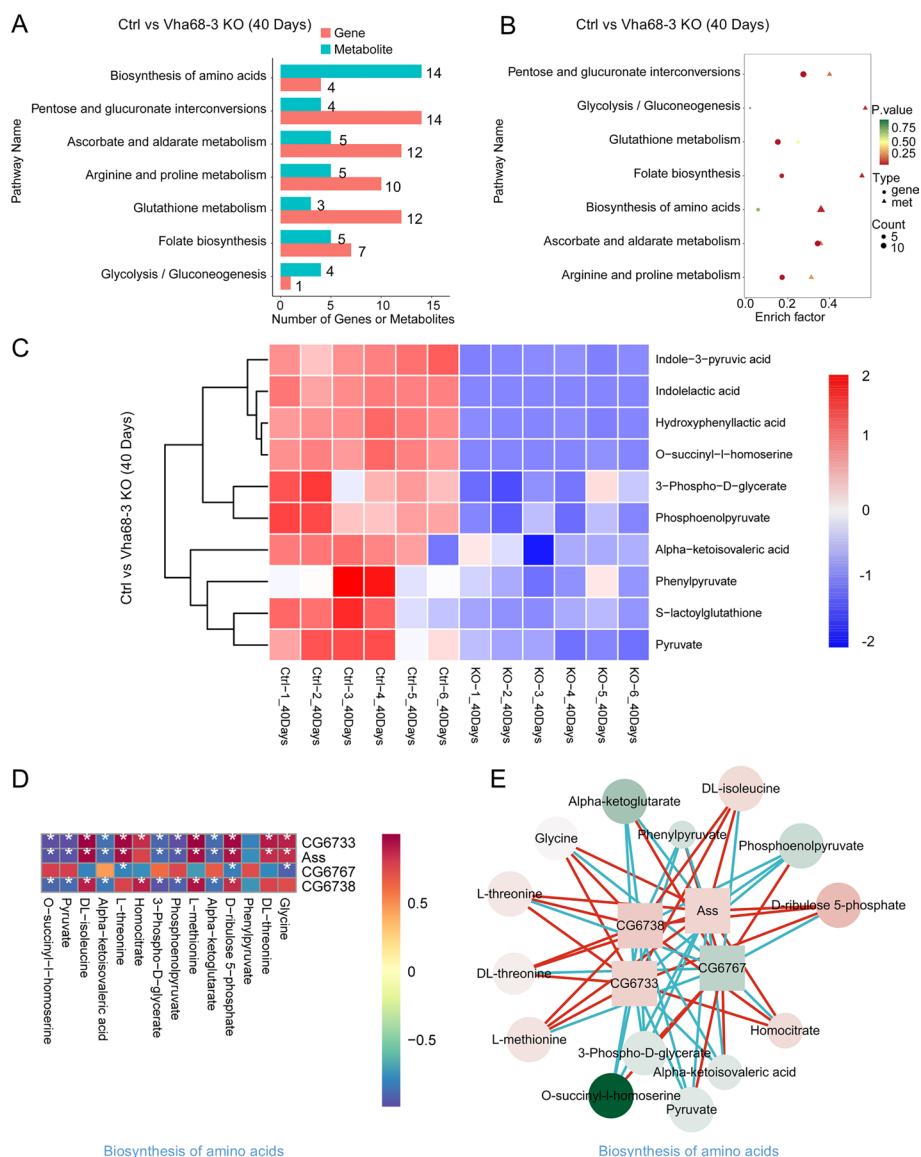 A
Ctrl vs Vha68-3 KO (40 Days)
Gene
Metabolite
Pathway Name
Biosynthesis of amino acids
Pentose and glucuronate interconversions
Ascorbate and aldarate metabolism
Arginine and proline metabolism
Glutathione metabolism
Folate biosynthesis
Glycolysis / Gluconeogenesis
14
4
4
14
5
12
5
10
3
12
5
7
4
1
0 5 10 15
Number of Genes or Metabolites
B
Ctrl vs Vha68-3 KO (40 Days)
Pathway Name
Pentose and glucuronate interconversions
Glycolysis / Gluconeogenesis
Glutathione metabolism
Folate biosynthesis
Biosynthesis of amino acids
Ascorbate and aldarate metabolism
Arginine and proline metabolism
0.0 0.2 0.4
Enrich factor
P.value
0.75
0.50
0.25
Type
gene
met
Count
5
10
C
Ctrl vs Vha68-3 KO (40 Days)
Indole-3-pyruvic acid
Indolelactic acid
Hydroxyphenyllactic acid
O-succinyl-l-homoserine
3-Phospho-D-glycerate
Phosphoenolpyruvate
Alpha-ketoisovaleric acid
Phenylpyruvate
S-lactoylglutathione
Pyruvate
Ctrl-1_40Days
Ctrl-2_40Days
Ctrl-3_40Days
Ctrl-4_40Days
Ctrl-5_40Days
Ctrl-6_40Days
KO-1_40Days
KO-2_40Days
KO-3_40Days
KO-4_40Days
KO-5_40Days
KO-6_40Days
2
1
0
-1
-2
D
CG6733
Ass
CG6767
CG6738
O-succinyl-l-homoserine
Pyruvate
DL-isoleucine
Alpha-ketoisovaleric acid
L-threonine
Homocitrate
3-Phospho-D-glycerate
Phosphoenolpyruvate
L-methionine
Alpha-ketoglutarate
D-ribulose 5-phosphate
Phenylpyruvate
DL-threonine
Glycine
0.5
0
-0.5
Biosynthesis of amino acids
E
DL-isoleucine
Alpha-ketoglutarate
Phenylpyruvate
Glycine
Phosphoenolpyruvate
L-threonine
D-ribulose 5-phosphate
Ass
CG6738
CG6767
DL-threonine
CG6733
Homocitrate
L-methionine
3-Phospho-D-glycerate
Alpha-ketoisovaleric acid
O-succinyl-l-homoserine
Pyruvate
Biosynthesis of amino acids